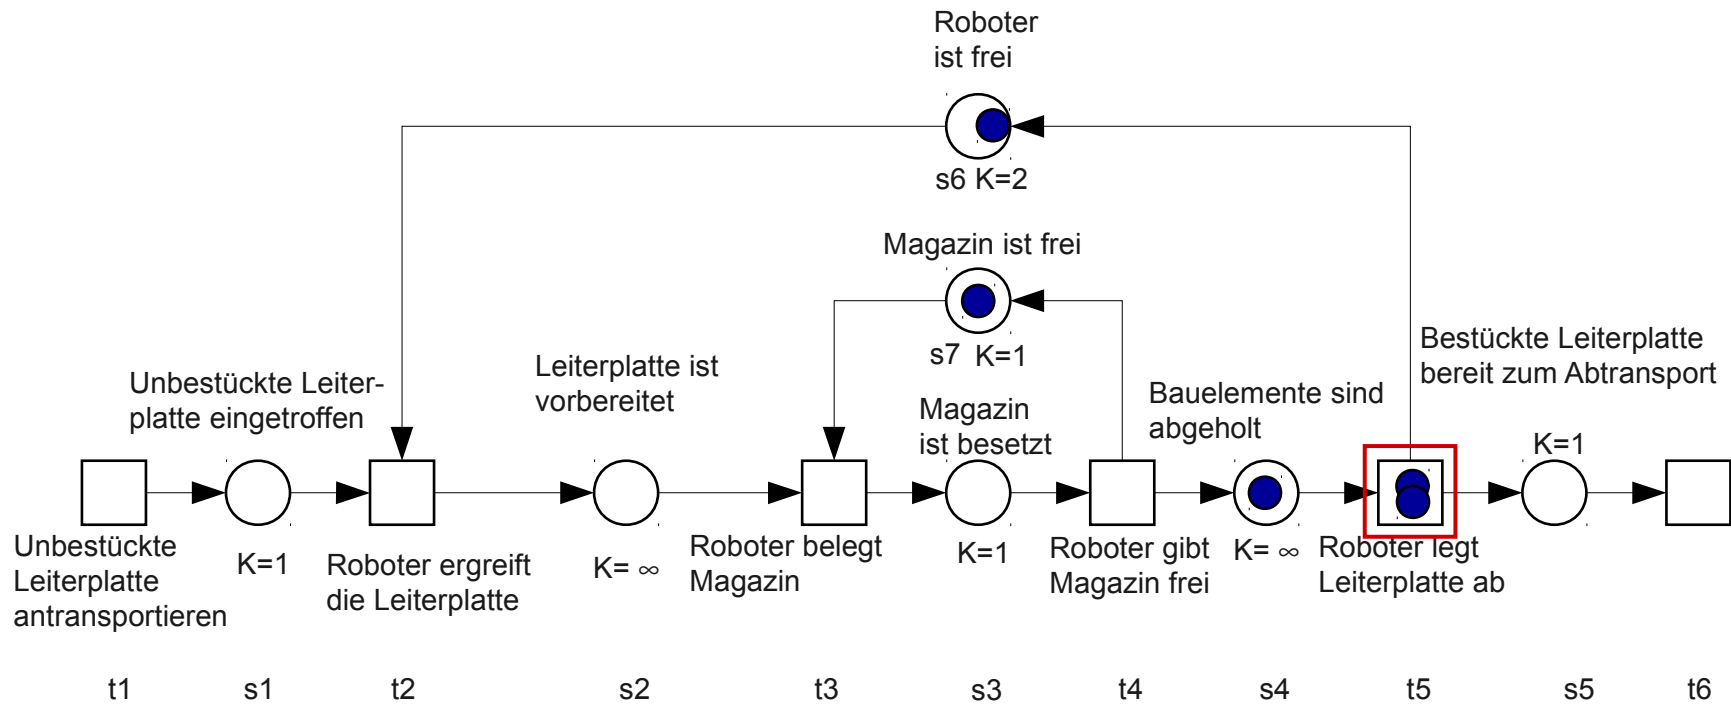 Roboter
ist frei
s6 K=2
Magazin ist frei
s7 K=1
Bestückte Leiterplatte
bereit zum Abtransport
Leiterplatte ist
vorbereitet
Unbestückte Leiter-
platte eingetroffen
Bauelemente sind
abgeholt
Magazin
ist besetzt
K=1
Unbestückte
Leiterplatte
antransportieren
K=1
Roboter ergreift
die Leiterplatte
K= ∞
Roboter belegt
Magazin
K=1
Roboter gibt
Magazin frei
K= ∞
Roboter legt
Leiterplatte ab
t1 s1 t2 s2 t3 s3 t4 s4 t5 s5 t6